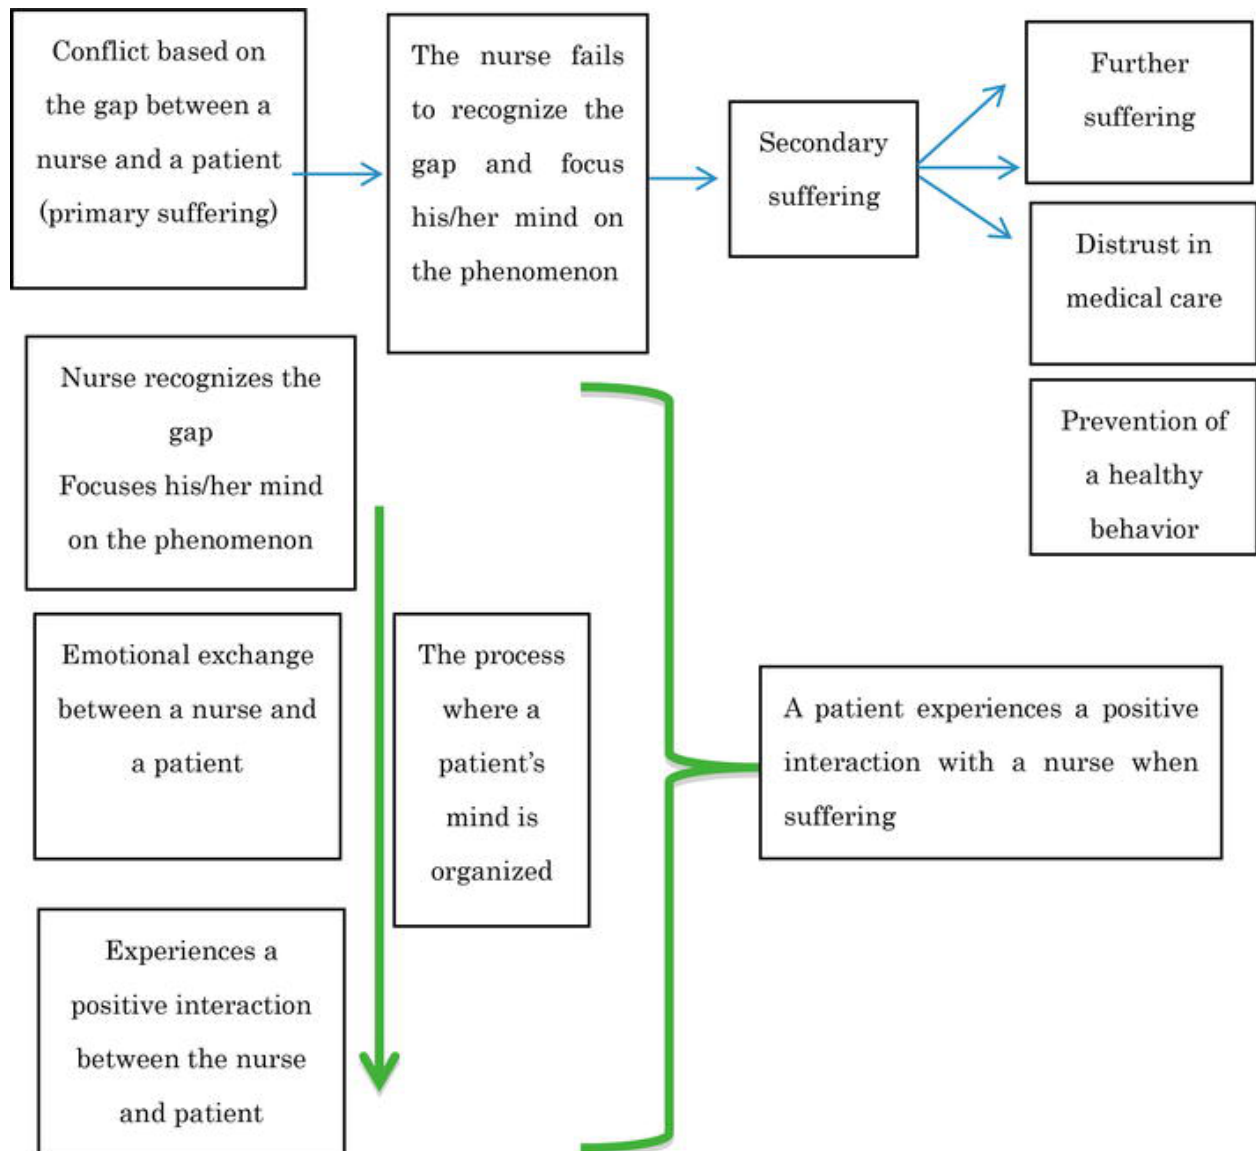 Conflict based on
the gap between a
nurse and a patient
(primary suffering)
The nurse fails
to recognize the
gap and focus
his/her mind on
the phenomenon
Secondary
suffering
Further
suffering
Distrust in
medical care
Prevention of
a healthy
behavior
Nurse recognizes the
gap
Focuses his/her mind
on the phenomenon
Emotional exchange
between a nurse and
a patient
Experiences a
positive interaction
between the nurse
and patient
The process
where a
patient’s
mind is
organized
A patient experiences a positive
interaction with a nurse when
suffering